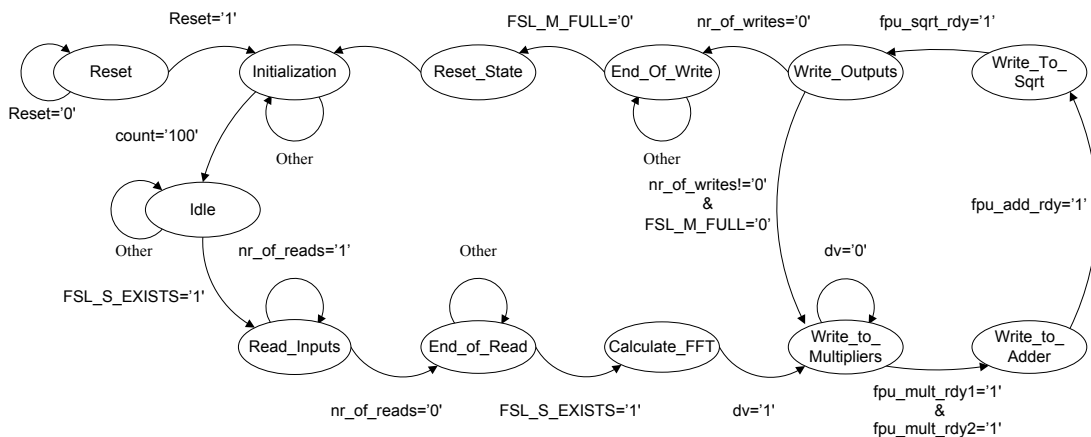 Reset='1'
FSL_M_FULL='0'
nr_of_writes='0'
fpu_sqrt_rdy='1'
Reset
Initialization
Reset_State
End_Of_Write
Write_Outputs
Write_To_
Sqrt
Reset='0'
count='100'
Other
Other
nr_of_writes!='0'
&
FSL_M_FULL='0'
Idle
fpu_add_rdy='1'
Other
nr_of_reads='1'
Other
dv='0'
FSL_S_EXISTS='1'
Read_Inputs
End_of_Read
Calculate_FFT
Write_to_
Multipliers
Write_to_
Adder
nr_of_reads='0'
FSL_S_EXISTS='1'
dv='1'
fpu_mult_rdy1='1'
&
fpu_mult_rdy2='1'